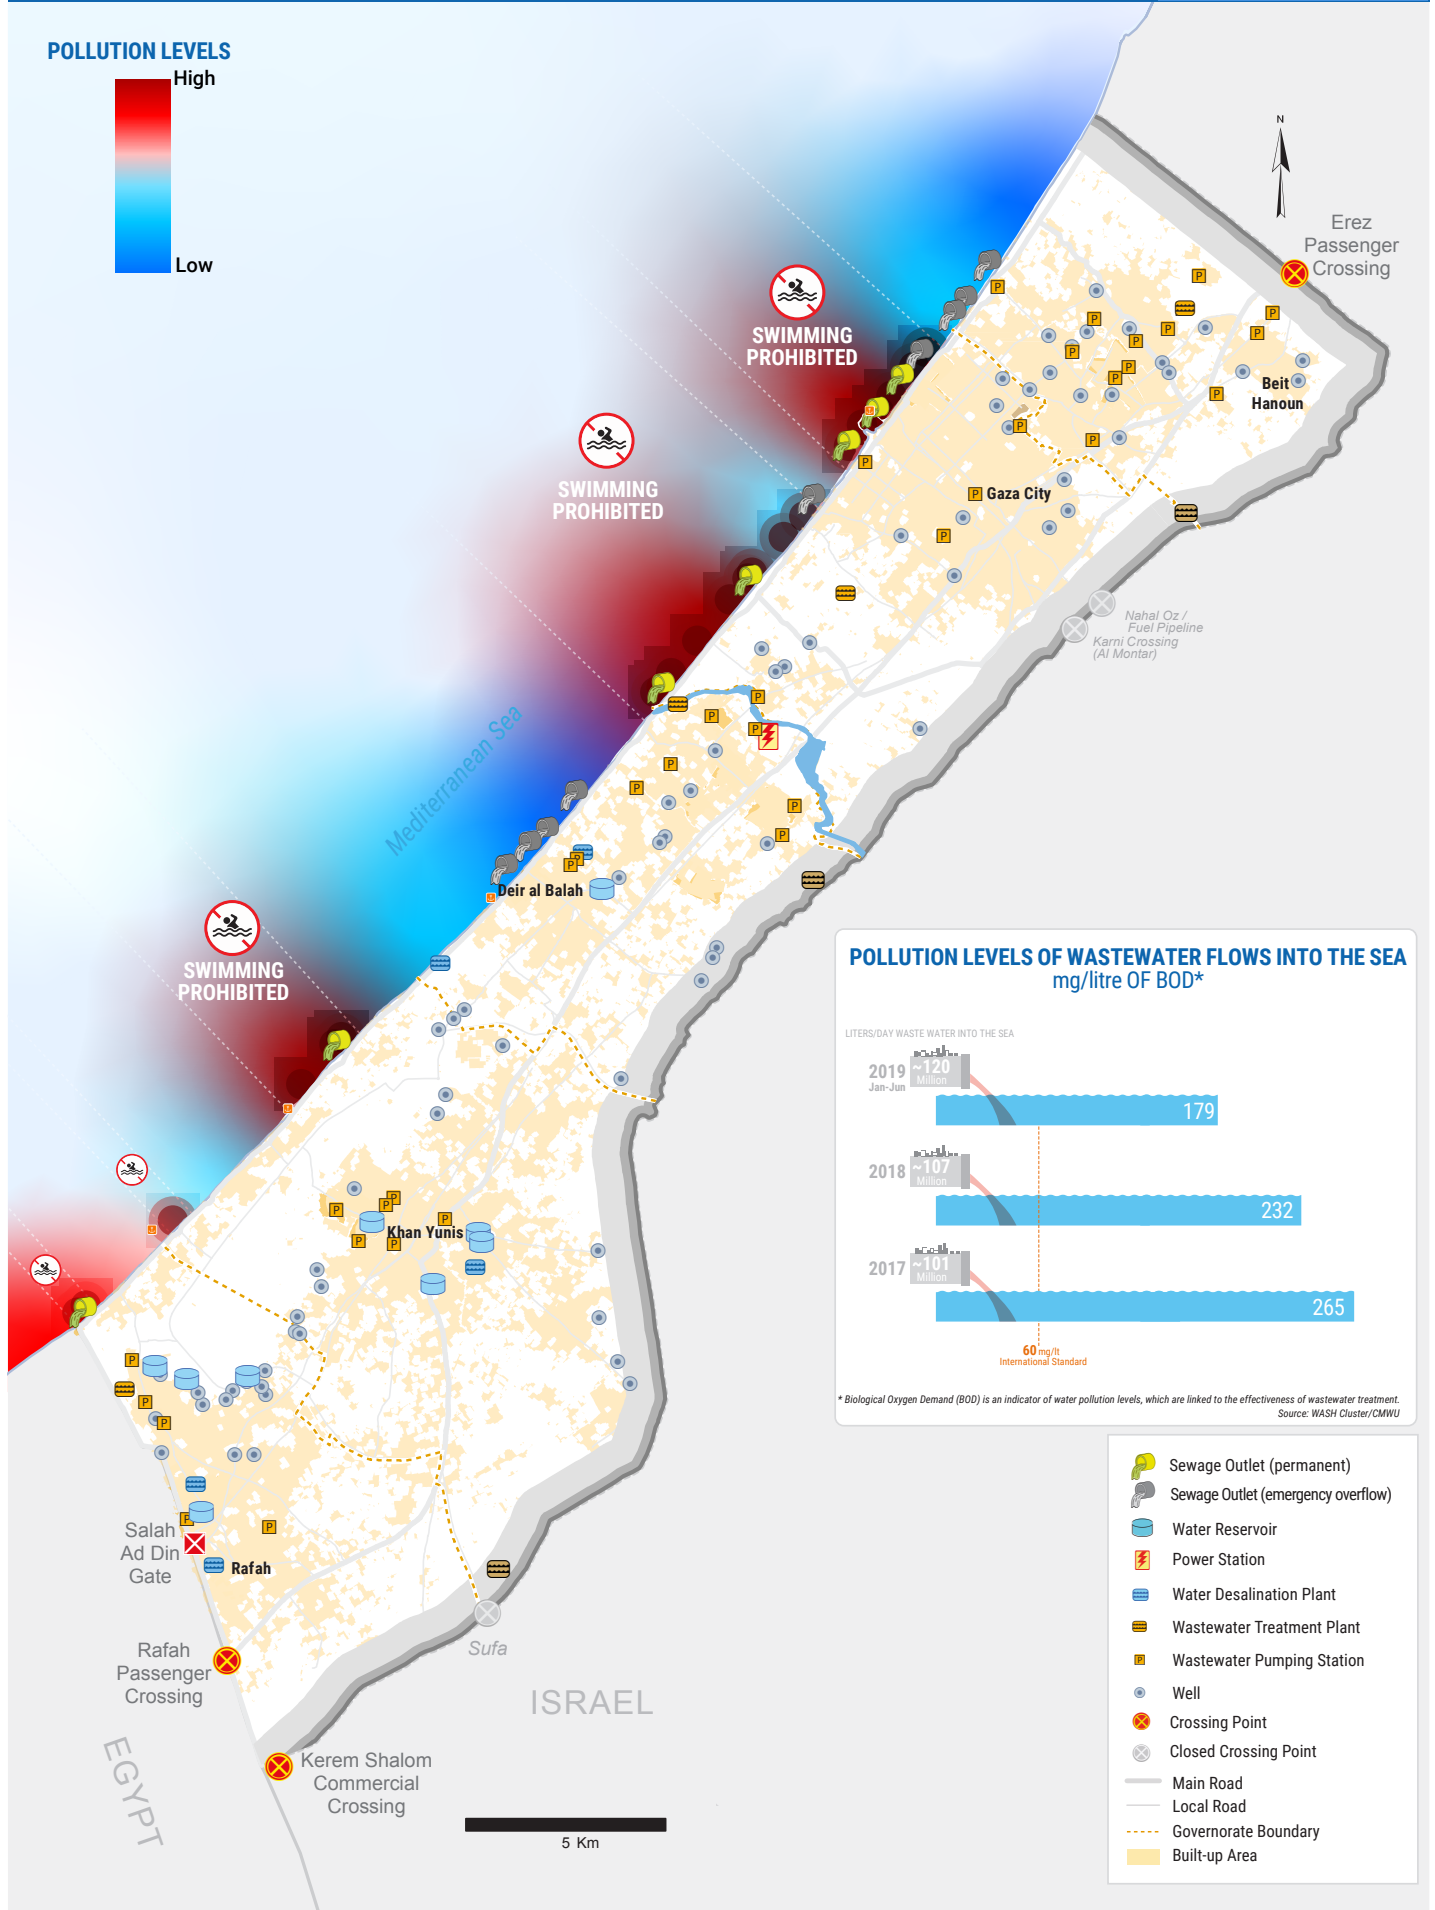 POLLUTION LEVELS
High
Low
N
Erez
Passenger
Crossing
SWIMMING
PROHIBITED
SWIMMING
PROHIBITED
Beit
Hanoun
Gaza City
Nahal Oz /
Fuel Pipeline
Karni Crossing
(Al Montar)
Mediterranean Sea
Deir al Balah
SWIMMING
PROHIBITED
Khan Yunis
Salah
Ad Din
Gate
Rafah
Rafah
Passenger
Crossing
Sufa
ISRAEL
EGYPT
Kerem Shalom
Commercial
Crossing
5 Km
POLLUTION LEVELS OF WASTEWATER FLOWS INTO THE SEA
mg/litre OF BOD*
LITERS/DAY WASTE WATER INTO THE SEA
2019
Jan-Jun
~120
Million
179
2018
~107
Million
232
2017
~101
Million
265
60 mg/lt
International Standard
* Biological Oxygen Demand (BOD) is an indicator of water pollution levels, which are linked to the effectiveness of wastewater treatment.
Source: WASH Cluster/CMWU
Sewage Outlet (permanent)
Sewage Outlet (emergency overflow)
Water Reservoir
Power Station
Water Desalination Plant
Wastewater Treatment Plant
P Wastewater Pumping Station
Well
Crossing Point
Closed Crossing Point
Main Road
Local Road
Governorate Boundary
Built-up Area